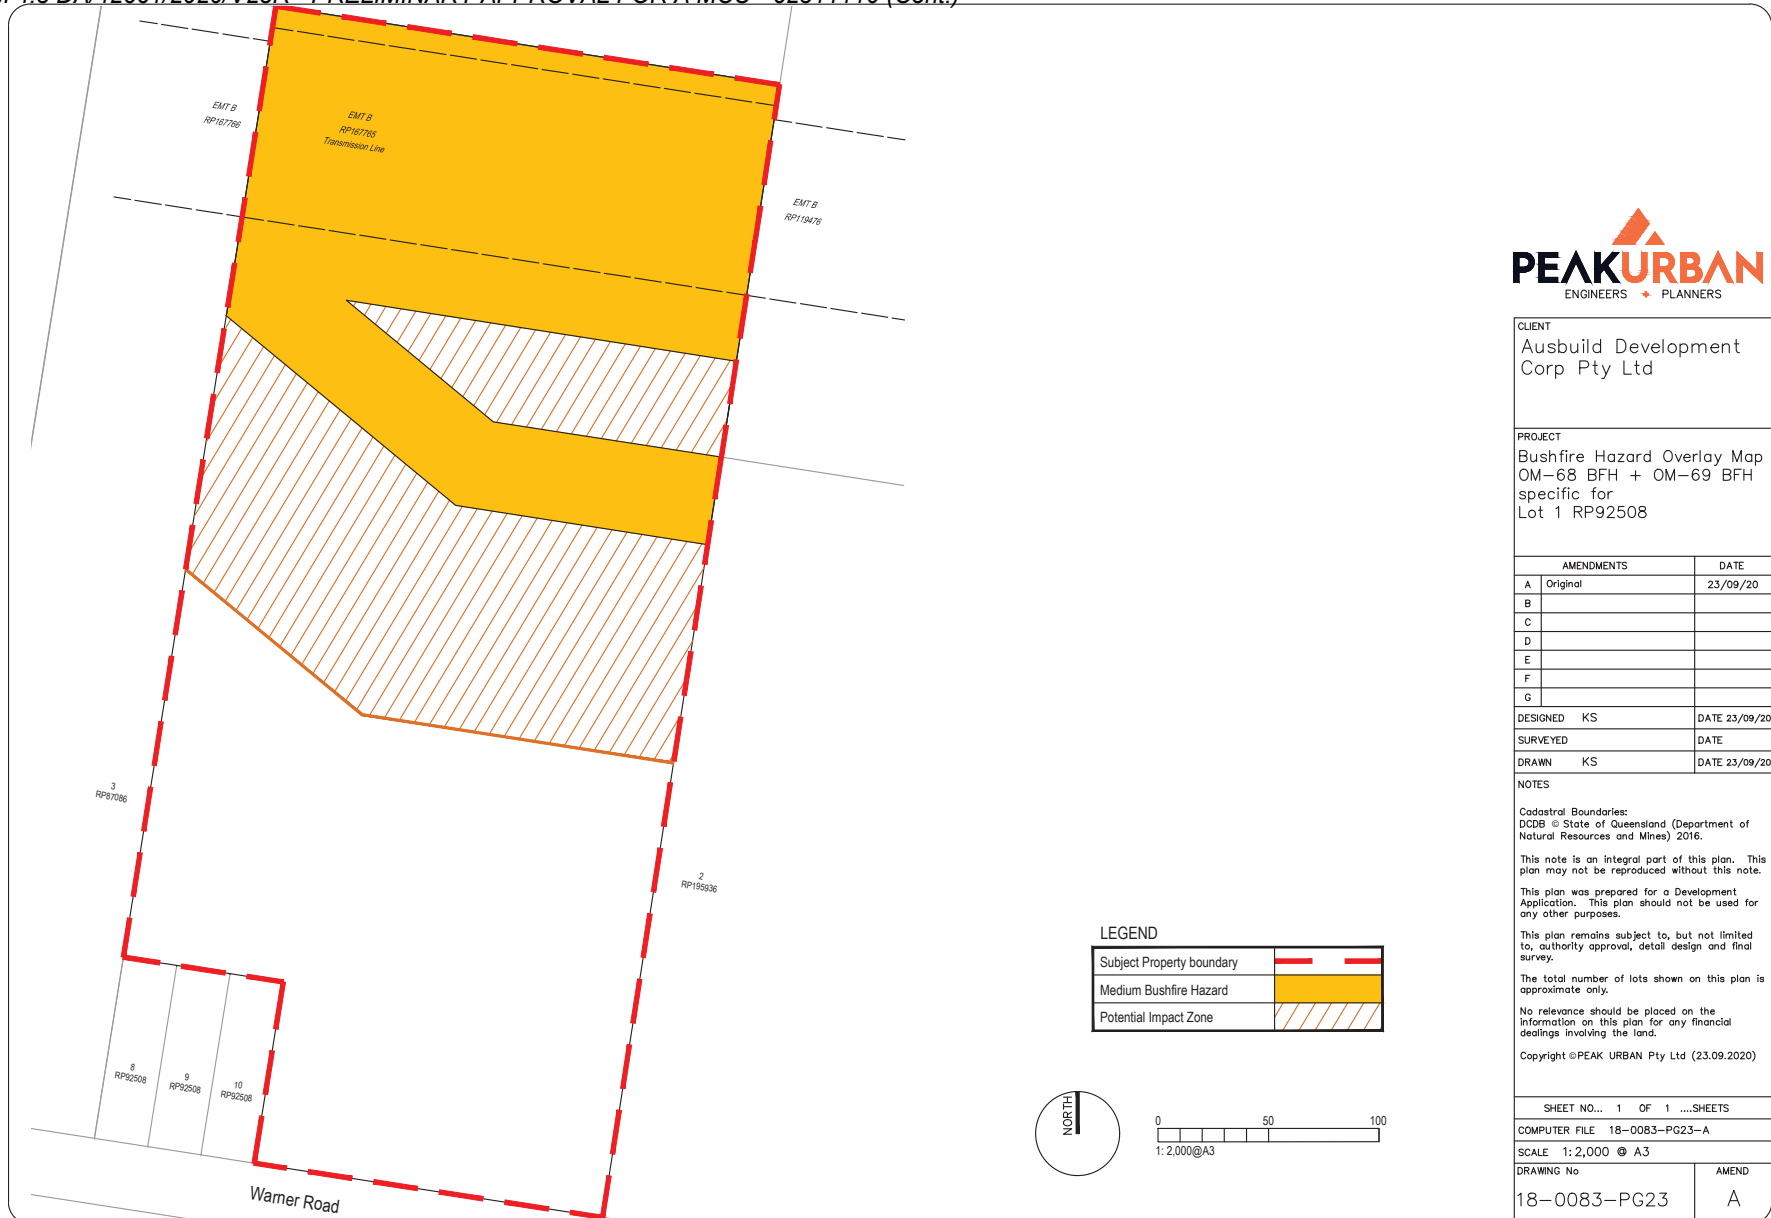 PRELIMINARY APPROVAL FOR A MCU (Cont.)
EMT B
RP167766
EMT B
RP167765
Transmission Line
EMT B
RP119476
3
RP87086
2
RP195936
8
RP92508
9
RP92508
10
RP92508
Warner Road
LEGEND
Subject Property boundary
Medium Bushfire Hazard
Potential Impact Zone
NORTH
0 50 100
1: 2,000@A3
PEAKURBAN
ENGINEERS + PLANNERS
CLIENT
Ausbuild Development
Corp Pty Ltd
PROJECT
Bushfire Hazard Overlay Map
OM-68 BFH + OM-69 BFH
specific for
Lot 1 RP92508
AMENDMENTS DATE
A Original 23/09/20
B
C
D
E
F
G
DESIGNED KS DATE 23/09/20
SURVEYED DATE
DRAWN KS DATE 23/09/20
NOTES
Cadastral Boundaries:
DCDB © State of Queensland (Department of
Natural Resources and Mines) 2016.
This note is an integral part of this plan. This
plan may not be reproduced without this note.
This plan was prepared for a Development
Application. This plan should not be used for
any other purposes.
This plan remains subject to, but not limited
to, authority approval, detail design and final
survey.
The total number of lots shown on this plan is
approximate only.
No relevance should be placed on the
information on this plan for any financial
dealings involving the land.
Copyright ©PEAK URBAN Pty Ltd (23.09.2020)
SHEET NO... 1 OF 1 ....SHEETS
COMPUTER FILE 18-0083-PG23-A
SCALE 1:2,000 @ A3
DRAWING No AMEND
18-0083-PG23 A